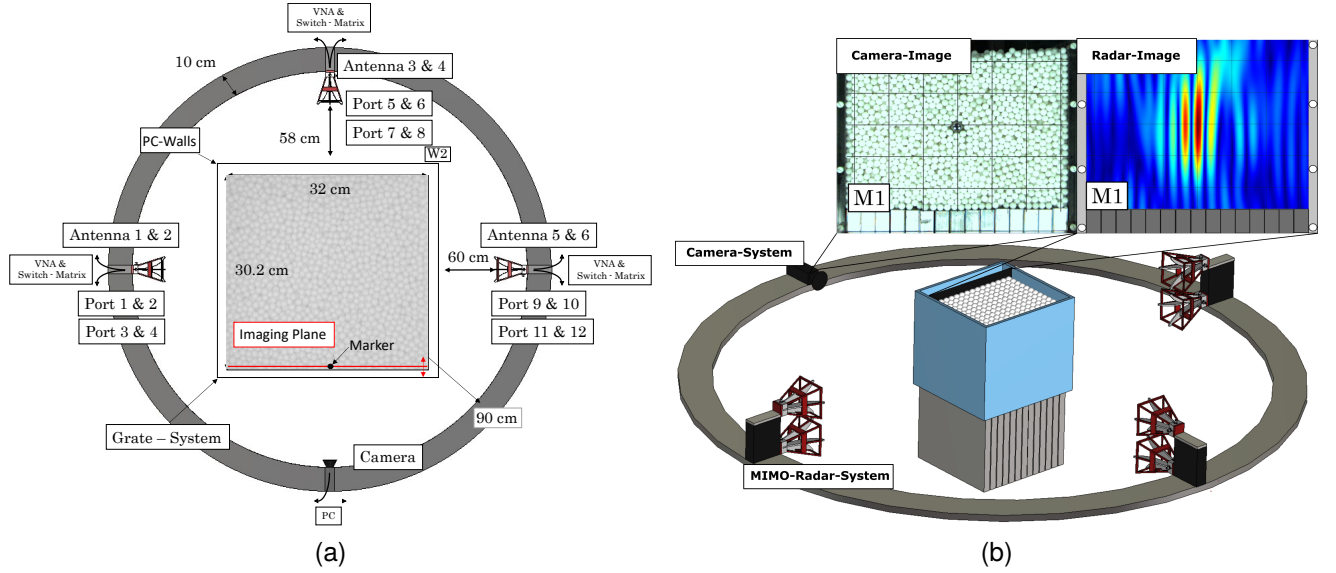 VNA &
Switch - Matrix
10 cm
Antenna 3 & 4
Port 5 & 6
58 cm
Port 7 & 8
PC-Walls
W2
32 cm
Antenna 1 & 2
Antenna 5 & 6
60 cm
VNA &
Switch - Matrix
VNA &
Switch - Matrix
30.2 cm
Port 1 & 2
Port 9 & 10
Port 3 & 4
Port 11 & 12
Imaging Plane
Marker
90 cm
Grate – System
Camera
PC
(a)
Camera-Image
Radar-Image
M1
M1
Camera-System
MIMO-Radar-System
(b)